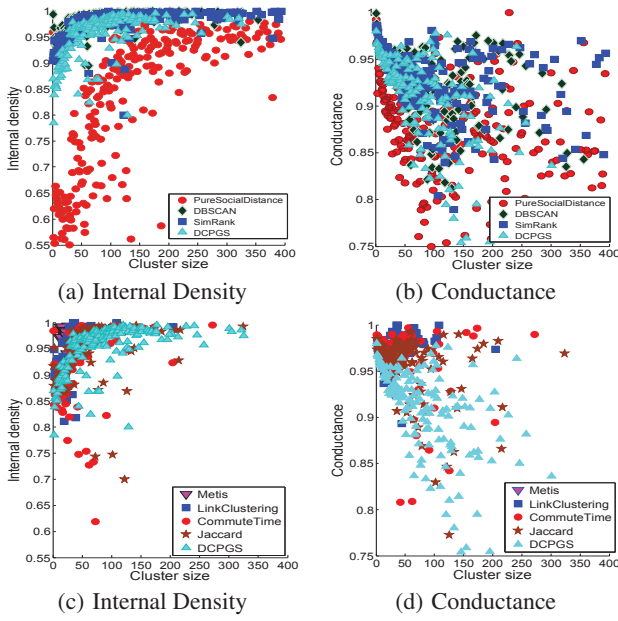 1
0.95
0.9
0.85
0.8
0.75
0.7
0.65
0.6
0.55
Internal density
0 50 100 150 200 250 300 350 400
Cluster size
PureSocialDistance
DBSCAN
SimRank
DCPGS
(a) Internal Density
1
0.95
0.9
0.85
0.8
0.75
Conductance
0 50 100 150 200 250 300 350 400
Cluster size
PureSocialDistance
DBSCAN
SimRank
DCPGS
(b) Conductance
1
0.95
0.9
0.85
0.8
0.75
0.7
0.65
0.6
0.55
Internal density
0 50 100 150 200 250 300 350 400
Cluster size
Metis
LinkClustering
CommuteTime
Jaccard
DCPGS
(c) Internal Density
1
0.95
0.9
0.85
0.8
0.75
Conductance
0 50 100 150 200 250 300 350 400
Cluster size
Metis
LinkClustering
CommuteTime
Jaccard
DCPGS
(d) Conductance